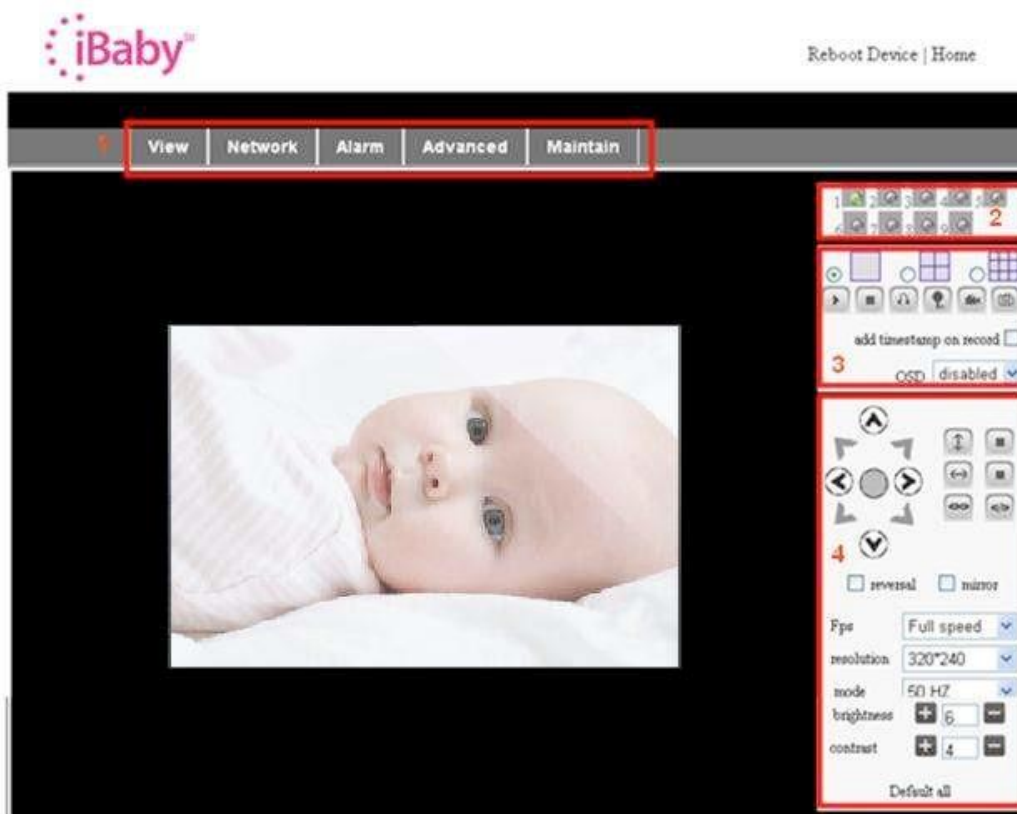 iBaby
Reboot Device | Home
1 View Network Alarm Advanced Maintain
1 2 3 4 5 2
6 7 8 9
add timestamp on record
3 OSD disabled
4
reversal mirror
Fps Full speed
resolution 320*240
mode 50 HZ
brightness 6
contrast 4
Default all